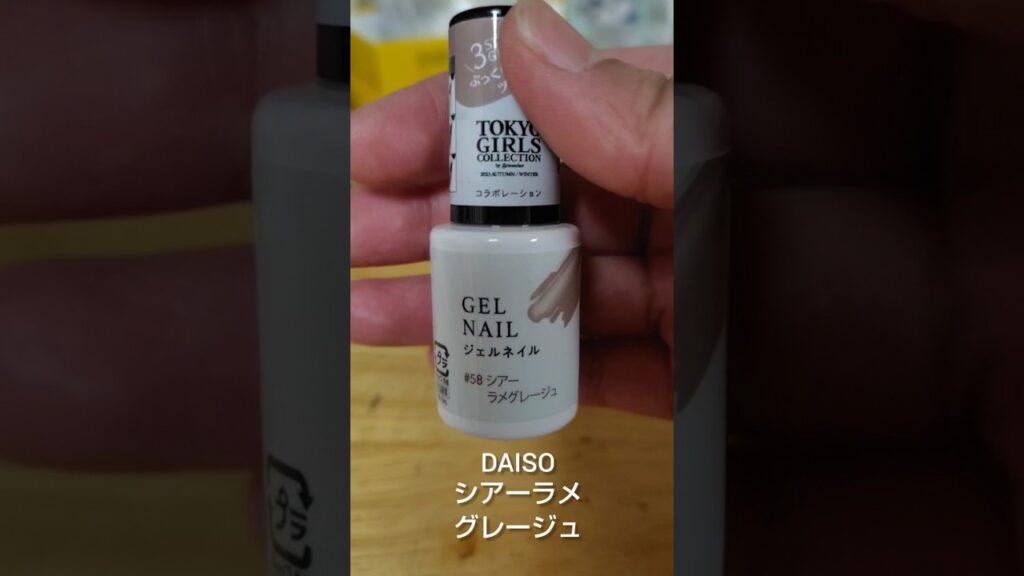 TOKYO
GIRLS
COLLECTION
コラボレーション
GEL
NAIL
ジェルネイル
#58 シアー
ラメグレージュ
プラ
DAISO
シアーラメ
グレージュ